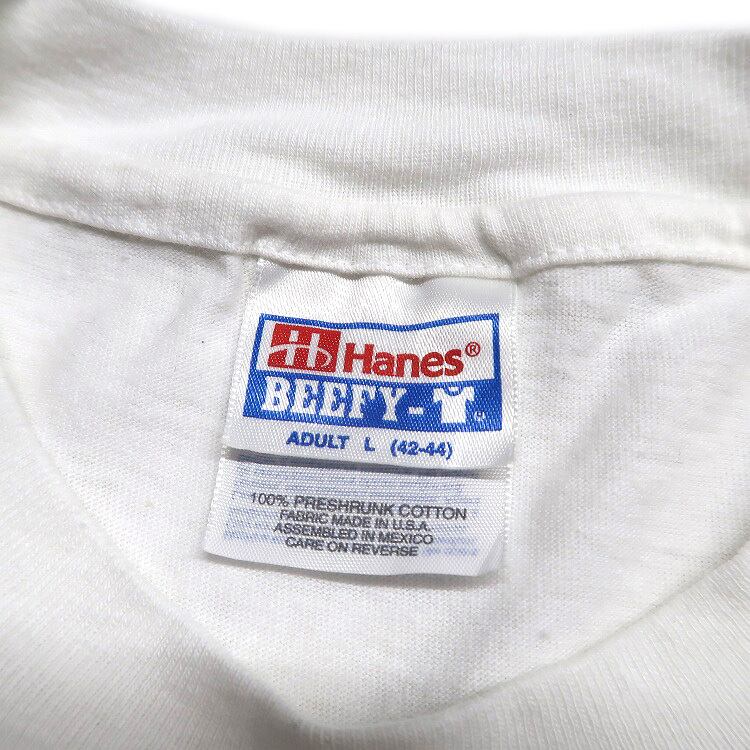 Hanes®
BEEFY-
ADULT L (42-44)
100% PRESHRUNK COTTON
FABRIC MADE IN U.S.A.
ASSEMBLED IN MEXICO
CARE ON REVERSE